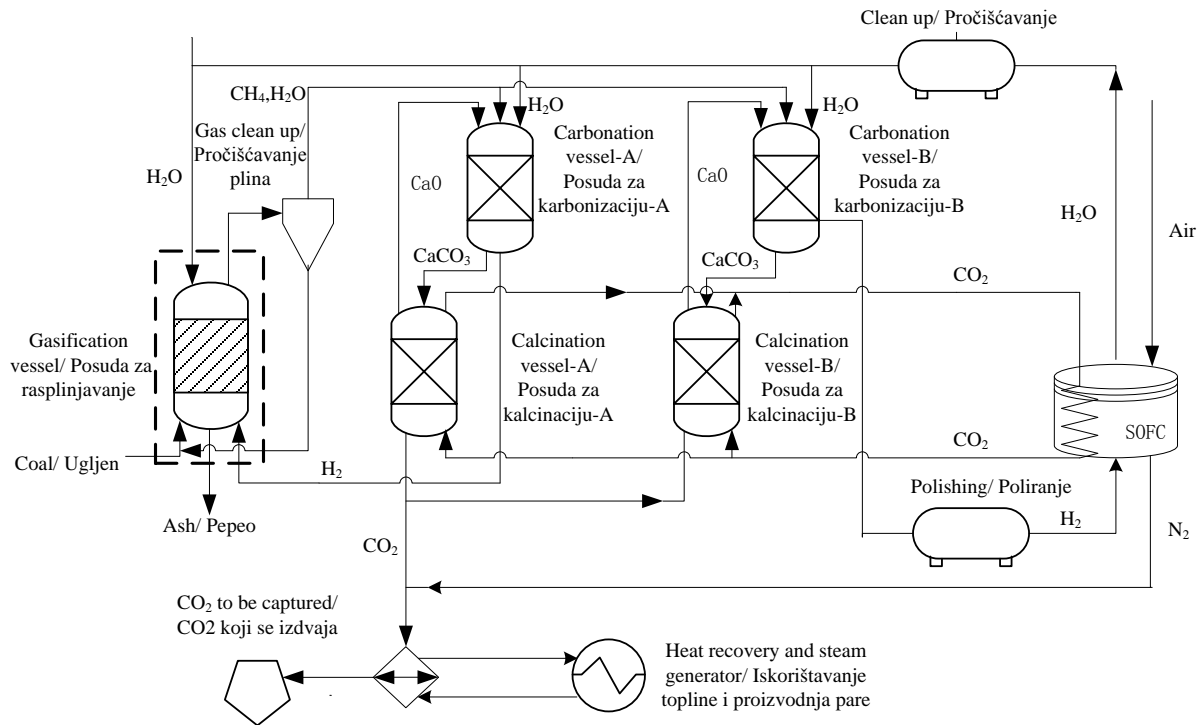 Clean up/ Pročišćavanje
CH₄,H₂O
Gas clean up/
Pročišćavanje
plina
H₂O
H₂O
Carbonation
vessel-A/
Posuda za
karbonizaciju-A
CaO
H₂O
Carbonation
vessel-B/
Posuda za
karbonizaciju-B
CaO
H₂O
Air
CaCO₃
CaCO₃
CO₂
Gasification
vessel/ Posuda za
rasplinjavanje
Calcination
vessel-A/
Posuda za
kalcinaciju-A
Calcination
vessel-B/
Posuda za
kalcinaciju-B
SOFC
CO₂
Coal/ Ugljen
H₂
Polishing/ Poliranje
H₂
N₂
Ash/ Pepeo
CO₂
CO₂ to be captured/
CO2 koji se izdvaja
Heat recovery and steam
generator/ Iskorištavanje
topline i proizvodnja pare